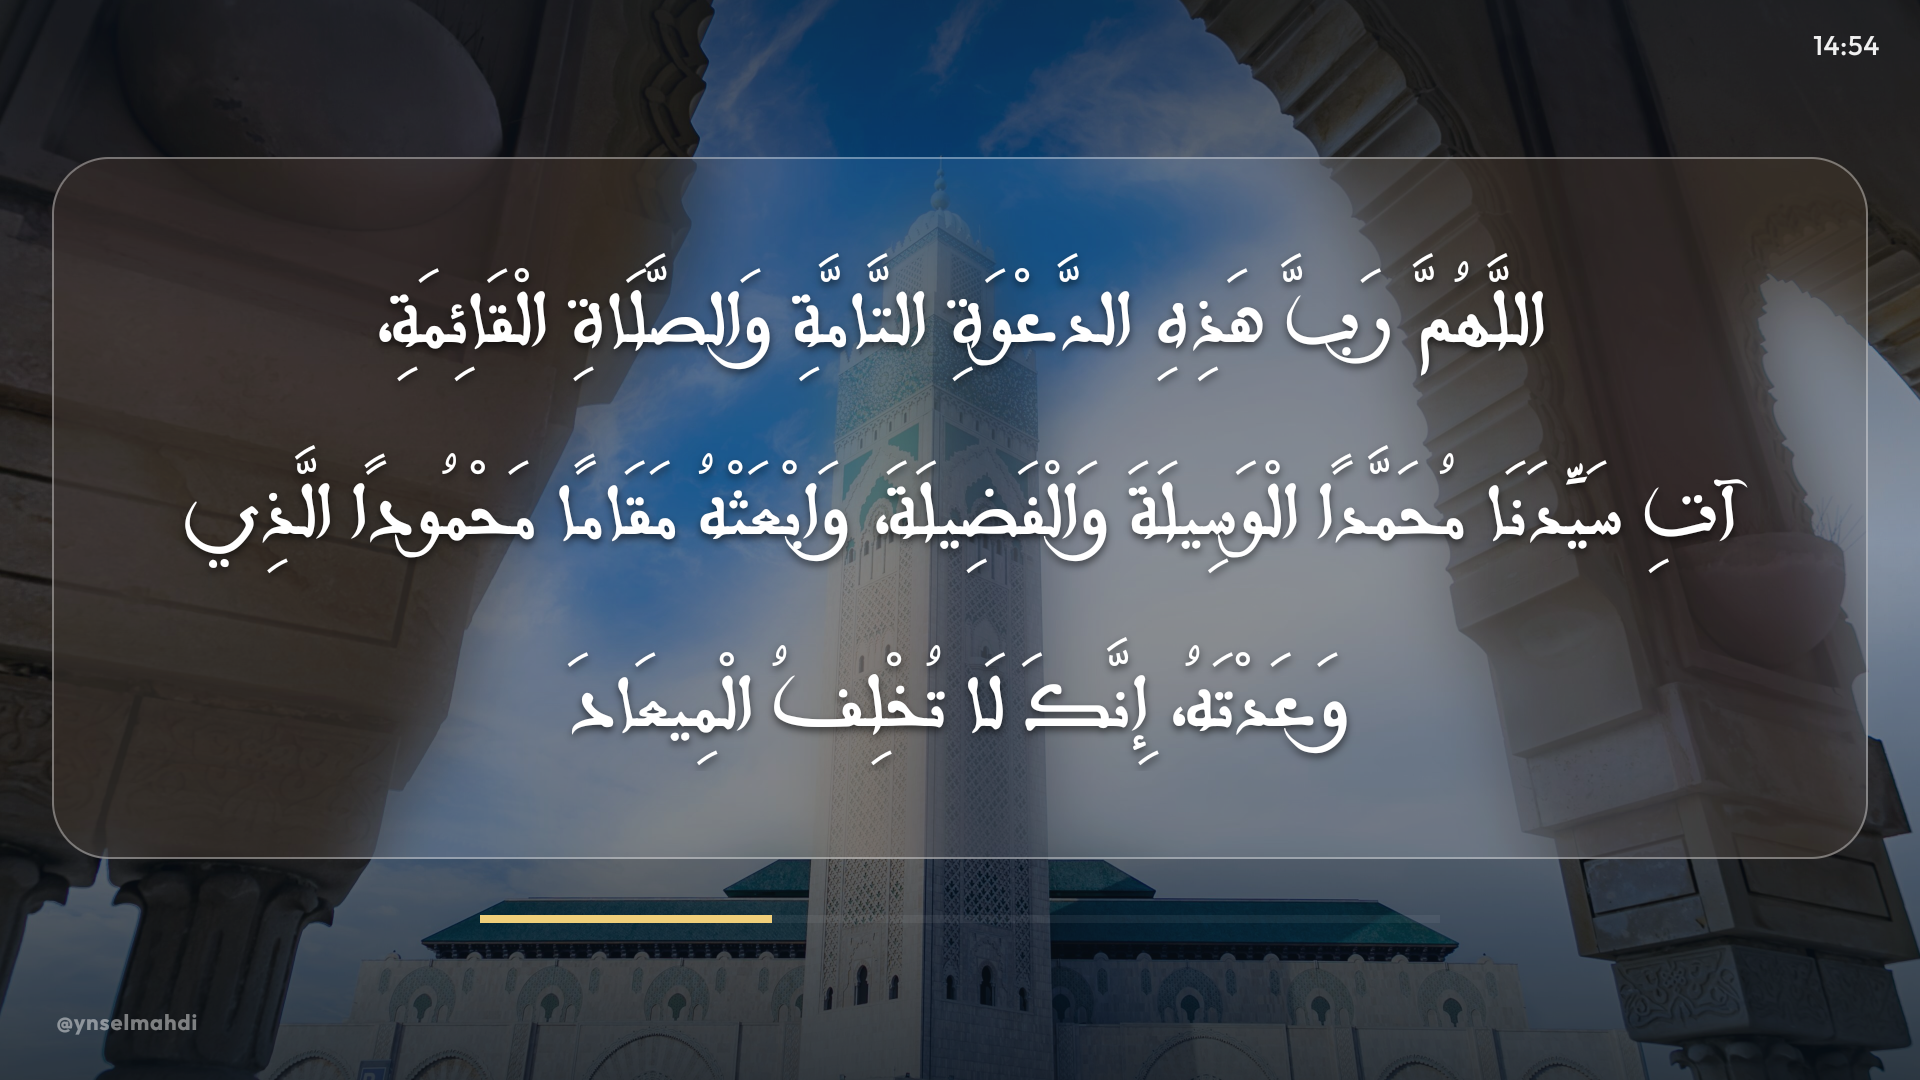 14:54
اللَّهُمَّ رَبَّ هَذِهِ الدَّعْوَةِ التَّامَّةِ وَالصَّلَاةِ الْقَائِمَةِ،
آتِ سَيِّدَنَا مُحَمَّدًا الْوَسِيلَةَ وَالْفَضِيلَةَ، وَابْعَثْهُ مَقَامًا مَحْمُودًا الَّذِي
وَعَدْتَهُ، إِنَّكَ لَا تُخْلِفُ الْمِيعَادَ
@ynselmahdi